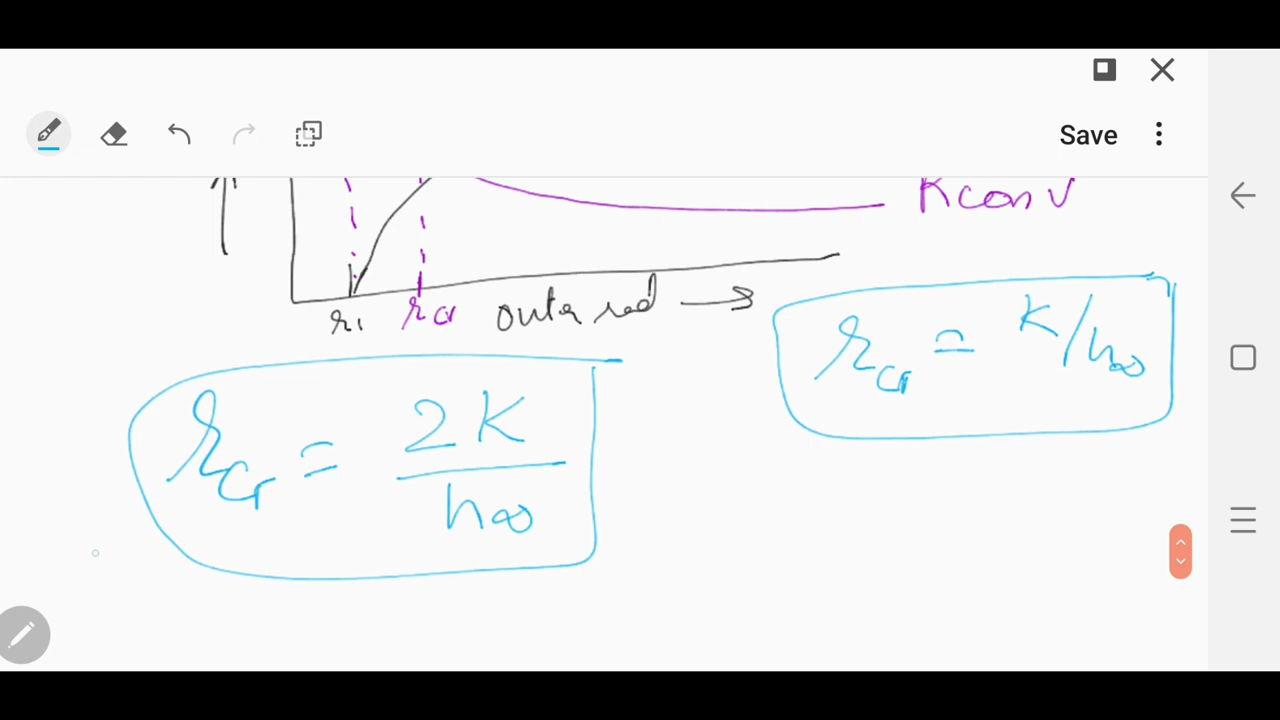 Save
Rconv
r₁ rcr outer rad →
rcr = K/h∞
rcr = 2K/h∞